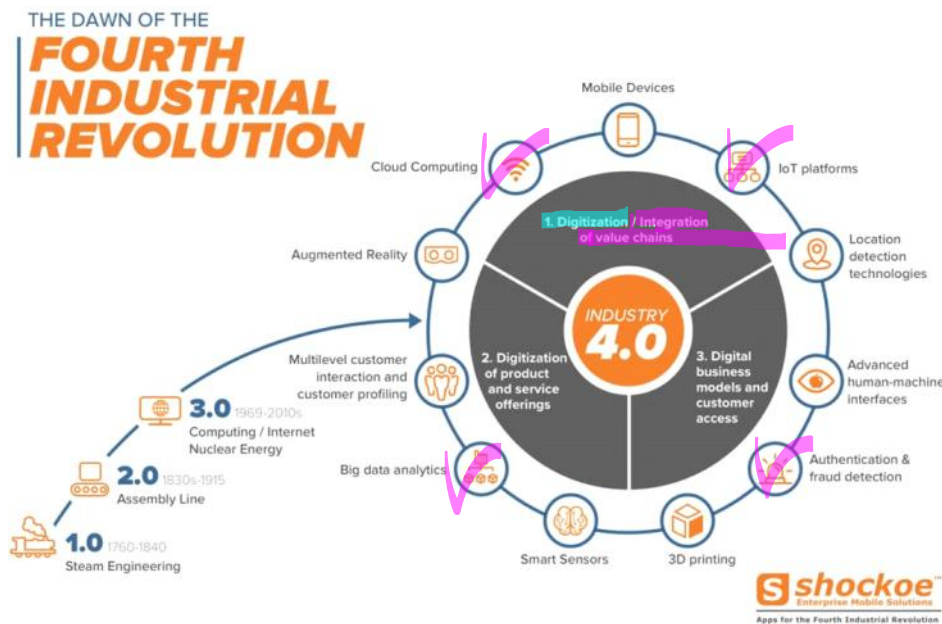 THE DAWN OF THE
FOURTH
INDUSTRIAL
REVOLUTION
Mobile Devices
Cloud Computing
IoT platforms
1. Digitization / Integration
of value chains
Augmented Reality
Location
detection
technologies
INDUSTRY
4.0
2. Digitization
of product
and service
offerings
3. Digital
business
models and
customer
access
Multilevel customer
interaction and
customer profiling
Advanced
human-machine
interfaces
3.0 1969-2010s
Computing / Internet
Nuclear Energy
Big data analytics
Authentication &
fraud detection
2.0 1830s-1915
Assembly Line
1.0 1760-1840
Steam Engineering
Smart Sensors
3D printing
S shockoe™
Enterprise Mobile Solutions
Apps for the Fourth Industrial Revolution